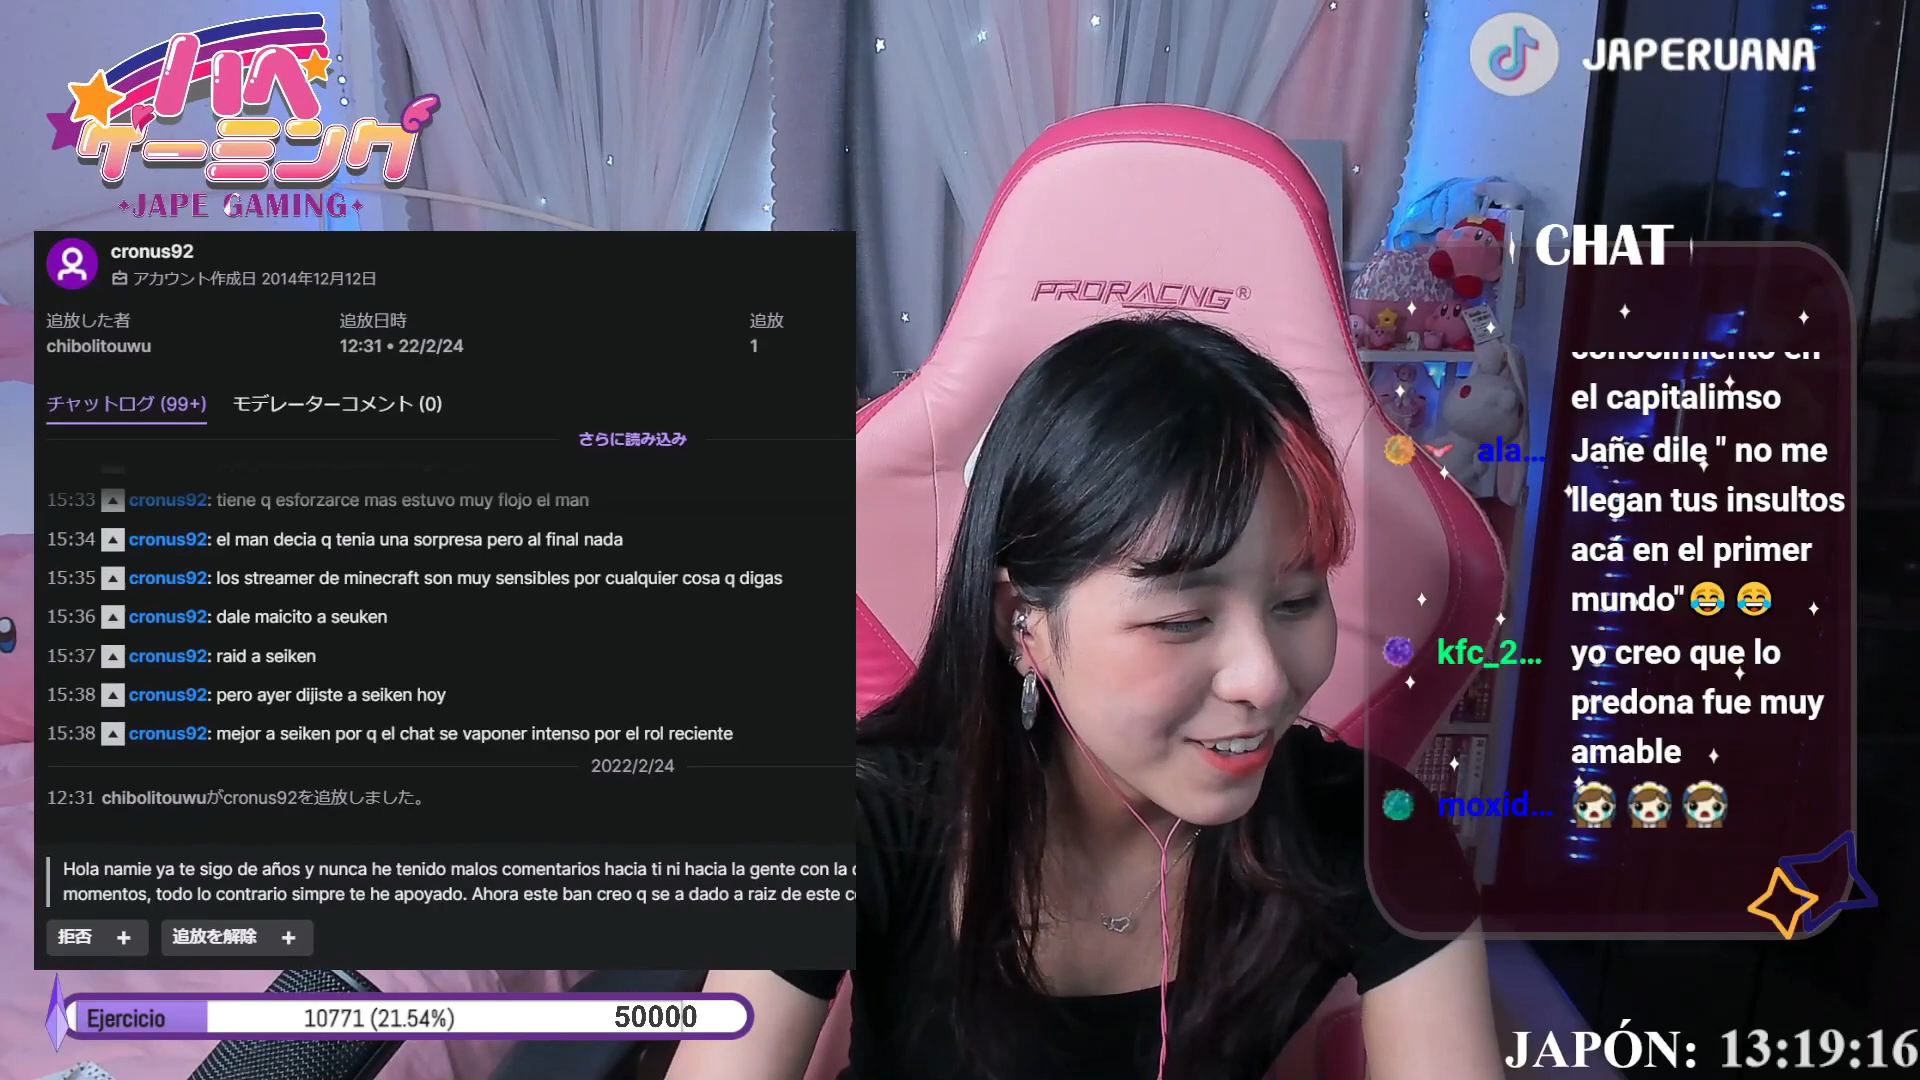 ハペ
ゲーミング
JAPE GAMING
JAPERUANA
PRORACING®
cronus92
アカウント作成日 2014年12月12日
追放した者
追放日時
追放
chibolitouwu
12:31 • 22/2/24
1
チャットログ (99+)
モデレーターコメント (0)
さらに読み込み
15:33 cronus92: tiene q esforzarce mas estuvo muy flojo el man
15:34 cronus92: el man decia q tenia una sorpresa pero al final nada
15:35 cronus92: los streamer de minecraft son muy sensibles por cualquier cosa q digas
15:36 cronus92: dale maicito a seuken
15:37 cronus92: raid a seiken
15:38 cronus92: pero ayer dijiste a seiken hoy
15:38 cronus92: mejor a seiken por q el chat se vaponer intenso por el rol reciente
2022/2/24
12:31 chibolitouwuがcronus92を追放しました。
Hola namie ya te sigo de años y nunca he tenido malos comentarios hacia ti ni hacia la gente con la
momentos, todo lo contrario simpre te he apoyado. Ahora este ban creo q se a dado a raiz de este
拒否 +
追放を解除 +
Ejercicio
10771 (21.54%)
50000
CHAT
conocimiento en
el capitalimso
ala... Jañe dile " no me
llegan tus insultos
acá en el primer
mundo"😂 😂
kfc_2... yo creo que lo
predona fue muy
amable
moxid...
JAPÓN: 13:19:16